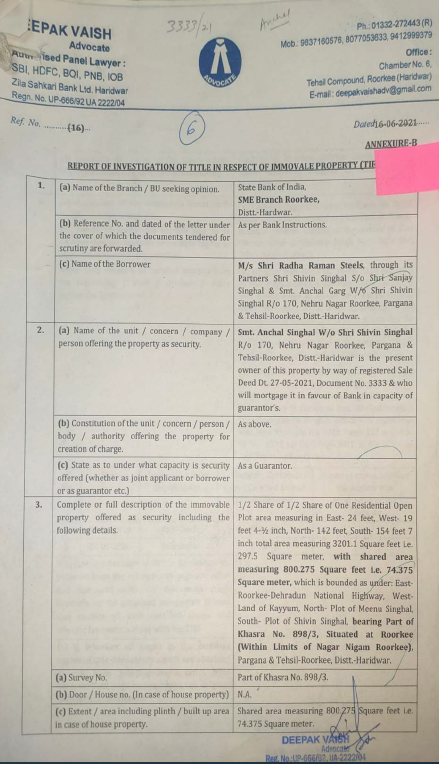 3333/21
Anchal
EEPAK VAISH
Advocate
Authorised Panel Lawyer :
SBI, HDFC, BQI, PNB, IOB
Zila Sahkari Bank Ltd. Haridwar
Regn. No. UP-666/92 UA 2222/04
ADVOCATE
Ph.: 01332-272443 (R)
Mob. 9837160576, 8077053633, 9412999379
Office :
Chamber No. 6,
Tehsil Compound, Roorkee (Haridwar)
E-mail : deepakvaishadv@gmail.com
Ref. No. ..........(16)...
6
Dated 16-06-2021......
ANNEXURE-B
REPORT OF INVESTIGATION OF TITLE IN RESPECT OF IMMOVALE PROPERTY (TIE
1.
(a) Name of the Branch / BU seeking opinion.
State Bank of India,
SME Branch Roorkee,
Distt.-Hardwar.
(b) Reference No. and dated of the letter under
the cover of which the documents tendered for
scrutiny are forwarded.
As per Bank Instructions.
(c) Name of the Borrower
M/s Shri Radha Raman Steels, through its
Partners Shri Shivin Singhal S/o Shri Sanjay
Singhal & Smt. Anchal Garg W/o Shri Shivin
Singhal R/o 170, Nehru Nagar Roorkee, Pargana
& Tehsil-Roorkee, Distt.-Haridwar.
2.
(a) Name of the unit / concern / company /
person offering the property as security.
Smt. Anchal Singhal W/o Shri Shivin Singhal
R/o 170, Nehru Nagar Roorkee, Pargana &
Tehsil-Roorkee, Distt.-Haridwar is the present
owner of this property by way of registered Sale
Deed Dt. 27-05-2021, Document No. 3333 & who
will mortgage it in favour of Bank in capacity of
guarantor's.
(b) Constitution of the unit / concern / person /
body / authority offering the property for
creation of charge.
As above.
(c) State as to under what capacity is security
offered (whether as joint applicant or borrower
or as guarantor etc.)
As a Guarantor.
3.
Complete or full description of the immovable
property offered as security including the
following details.
1/2 Share of 1/2 Share of One Residential Open
Plot area measuring in East- 24 feet, West- 19
feet 4-½ inch, North- 142 feet, South- 154 feet 7
inch total area measuring 3201.1 Square feet i.e.
297.5 Square meter, with shared area
measuring 800.275 Square feet i.e. 74.375
Square meter, which is bounded as under: East-
Roorkee-Dehradun National Highway, West-
Land of Kayyum, North- Plot of Meenu Singhal,
South- Plot of Shivin Singhal, bearing Part of
Khasra No. 898/3, Situated at Roorkee
(Within Limits of Nagar Nigam Roorkee),
Pargana & Tehsil-Roorkee, Distt.-Haridwar.
(a) Survey No.
Part of Khasra No. 898/3.
(b) Door / House no. (In case of house property)
N.A.
(c) Extent / area including plinth / built up area
in case of house property.
Shared area measuring 800.275 Square feet i.e.
74.375 Square meter.
DEEPAK VAISH
Advocate
Reg. No. UP-666/92, UA-2222/04